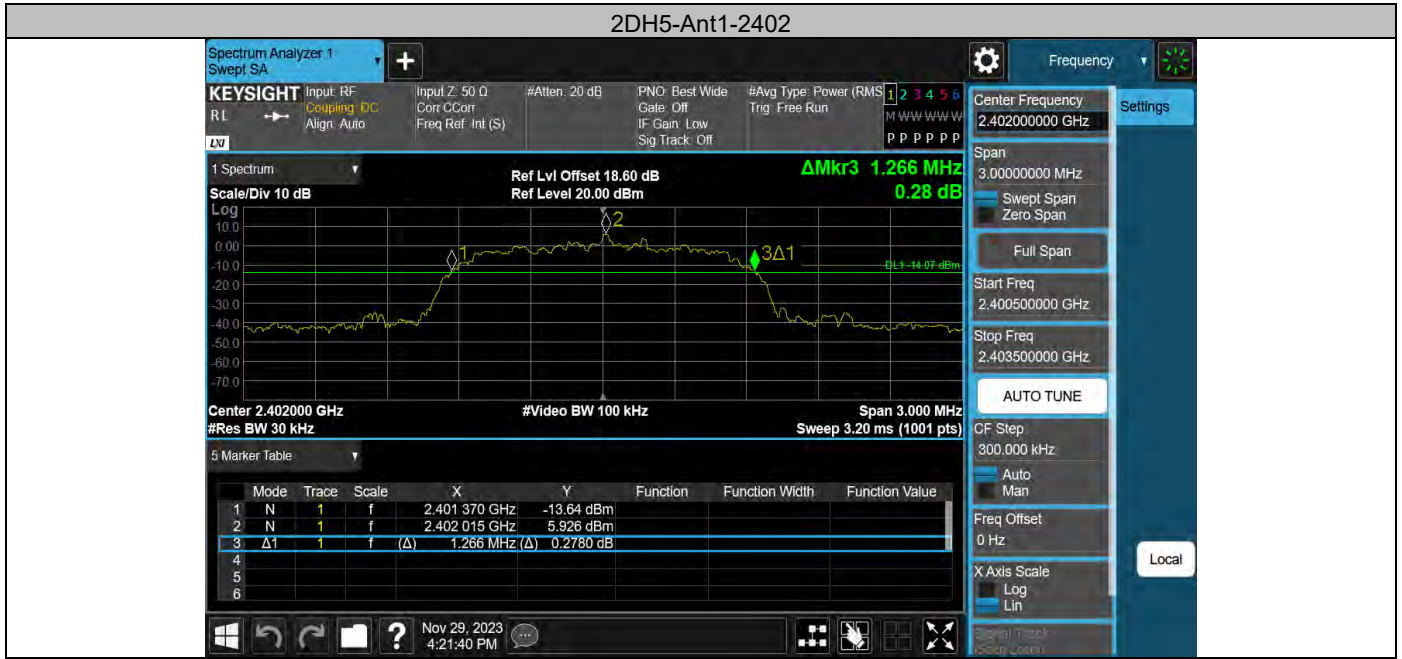 2DH5-Ant1-2402
Spectrum Analyzer 1
Swept SA
+
Frequency
KEYSIGHT
RL
LXI
Input: RF
Coupling: DC
Align: Auto
Input Z: 50 Ω
Corr CCorr
Freq Ref: Int (S)
#Atten: 20 dB
PNO: Best Wide
Gate: Off
IF Gain: Low
Sig Track: Off
#Avg Type: Power (RMS
Trig: Free Run
1 2 3 4 5 6
M W W W W W
P P P P P P
1 Spectrum
Scale/Div 10 dB
Ref Lvl Offset 18.60 dB
Ref Level 20.00 dBm
ΔMkr3 1.266 MHz
0.28 dB
Log
10.0
0.00
-10.0
-20.0
-30.0
-40.0
-50.0
-60.0
-70.0
1
2
3Δ1
DL1 -14.07 dBm
Center 2.402000 GHz
#Video BW 100 kHz
Span 3.000 MHz
#Res BW 30 kHz
Sweep 3.20 ms (1001 pts)
5 Marker Table
Mode Trace Scale X Y Function Function Width Function Value
1 N 1 f 2.401 370 GHz -13.64 dBm
2 N 1 f 2.402 015 GHz 5.926 dBm
3 Δ1 1 f (Δ) 1.266 MHz (Δ) 0.2780 dB
4
5
6
?
Nov 29, 2023
4:21:40 PM
Center Frequency
2.402000000 GHz
Settings
Span
3.00000000 MHz
Swept Span
Zero Span
Full Span
Start Freq
2.400500000 GHz
Stop Freq
2.403500000 GHz
AUTO TUNE
CF Step
300.000 kHz
Auto
Man
Freq Offset
0 Hz
X Axis Scale
Log
Lin
Signal Track
(Span Zoom)
Local